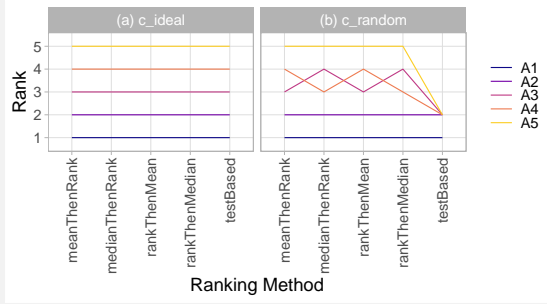 (a) c_ideal
(b) c_random
Rank
5
4
3
2
1
meanThenRank
medianThenRank
rankThenMean
rankThenMedian
testBased
meanThenRank
medianThenRank
rankThenMean
rankThenMedian
testBased
Ranking Method
A1
A2
A3
A4
A5